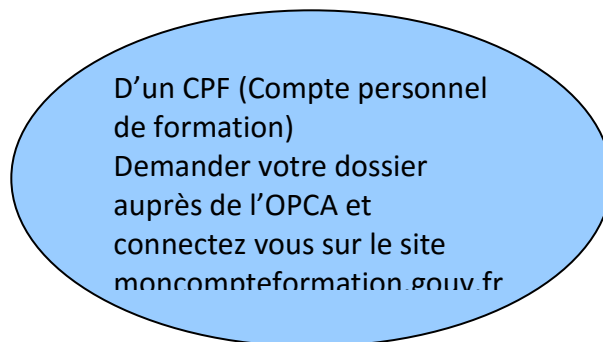 D’un CPF (Compte personnel
de formation)
Demander votre dossier
auprès de l’OPCA et
connectez vous sur le site
moncompteformation.gouv.fr